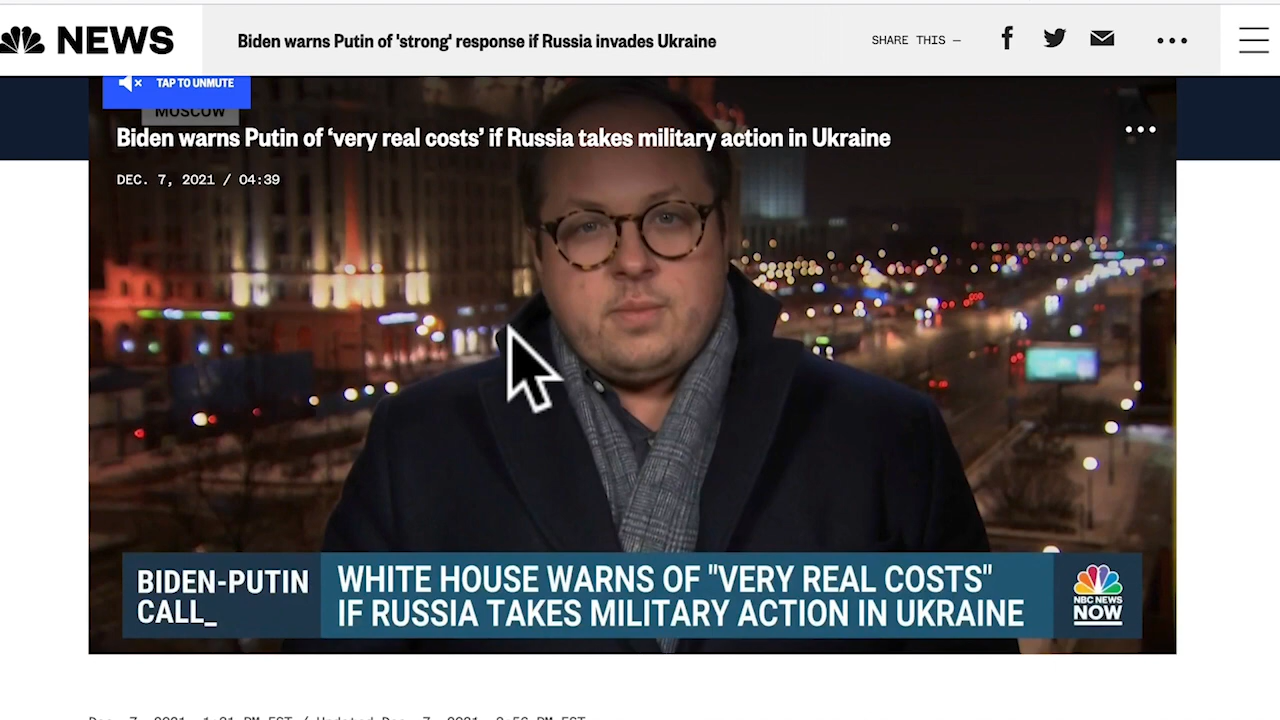 NEWS
Biden warns Putin of 'strong' response if Russia invades Ukraine
SHARE THIS —
TAP TO UNMUTE
MOSCOW
Biden warns Putin of ‘very real costs’ if Russia takes military action in Ukraine
DEC. 7, 2021 / 04:39
BIDEN-PUTIN
CALL_
WHITE HOUSE WARNS OF "VERY REAL COSTS"
IF RUSSIA TAKES MILITARY ACTION IN UKRAINE
NBC NEWS
NOW